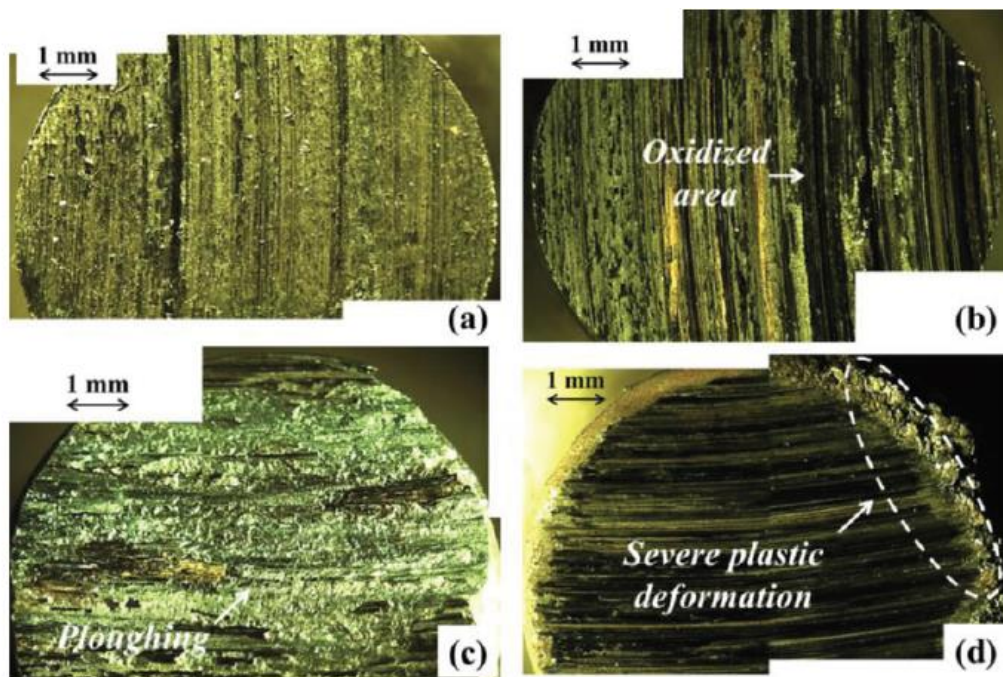 1 mm
1 mm
Oxidized
area
(a)
(b)
1 mm
1 mm
Severe plastic
deformation
Ploughing
(c)
(d)